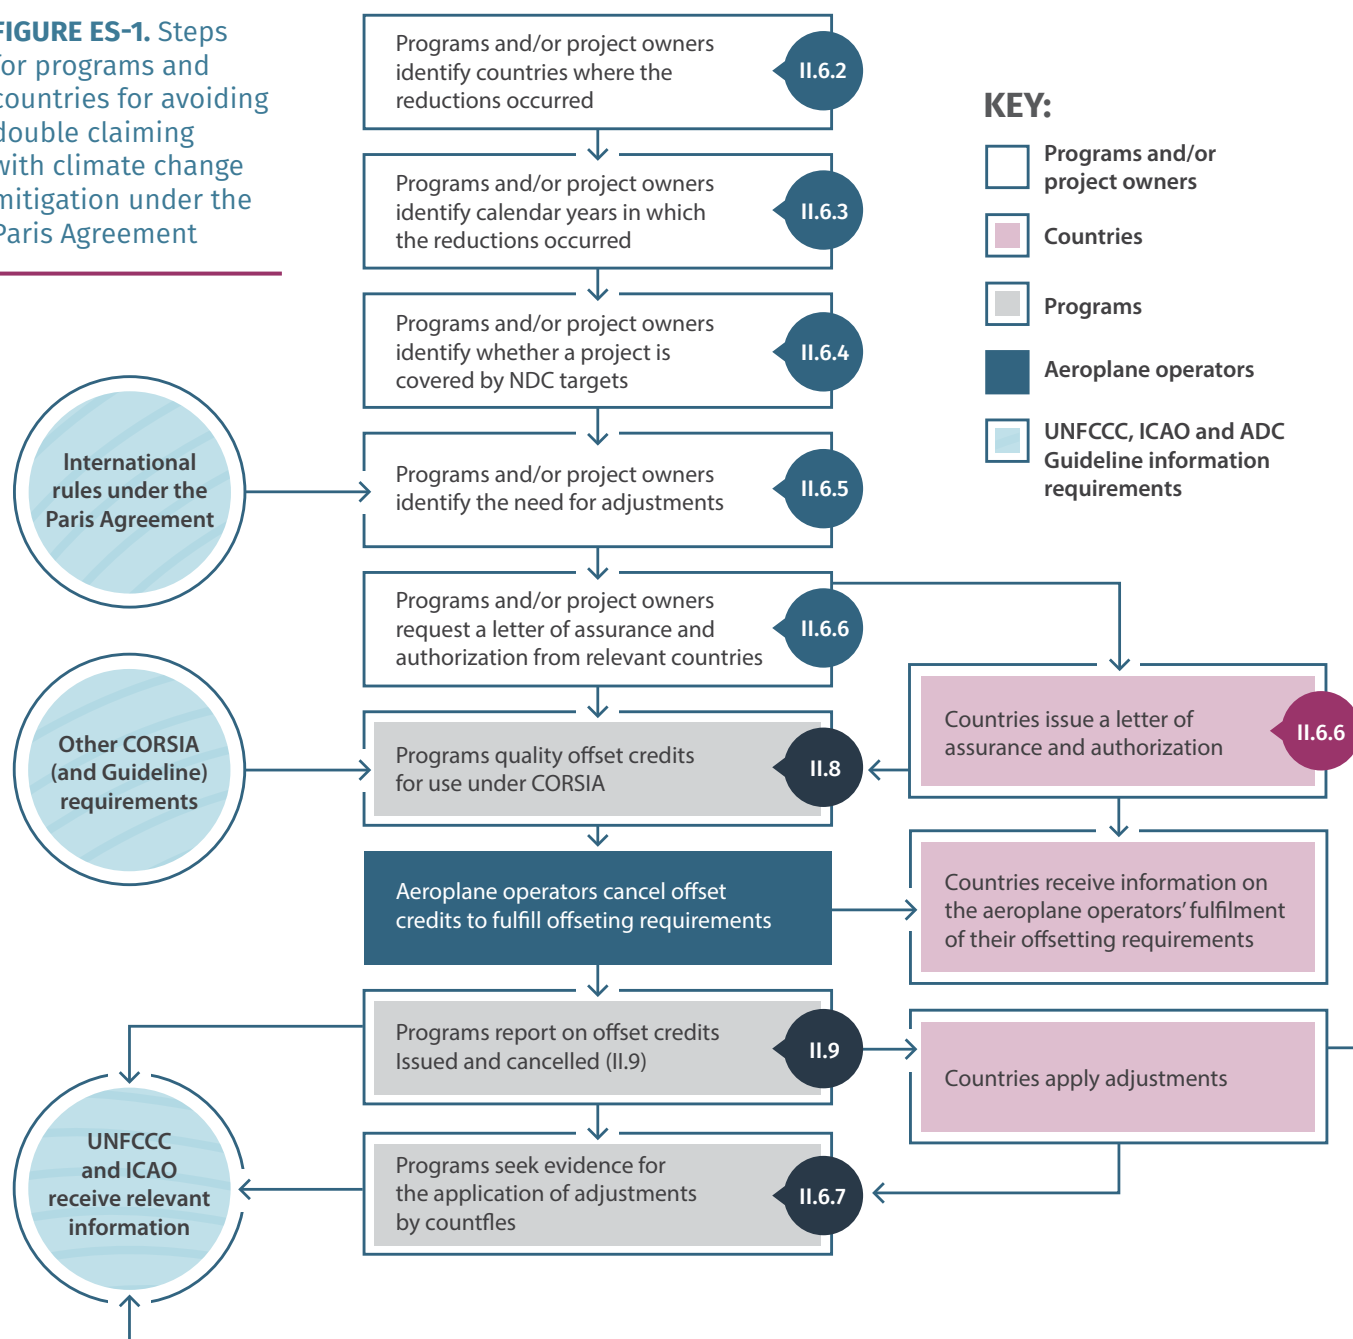 FIGURE ES-1. Steps
for programs and
countries for avoiding
double claiming
with climate change
mitigation under the
Paris Agreement
Programs and/or project owners
identify countries where the
reductions occurred
II.6.2
Programs and/or project owners
identify calendar years in which
the reductions occurred
II.6.3
Programs and/or project owners
identify whether a project is
covered by NDC targets
II.6.4
KEY:
Programs and/or
project owners
Countries
Programs
Aeroplane operators
UNFCCC, ICAO and ADC
Guideline information
requirements
International
rules under the
Paris Agreement
Programs and/or project owners
identify the need for adjustments
II.6.5
Programs and/or project owners
request a letter of assurance and
authorization from relevant countries
II.6.6
Other CORSIA
(and Guideline)
requirements
Programs quality offset credits
for use under CORSIA
II.8
Countries issue a letter of
assurance and authorization
II.6.6
Aeroplane operators cancel offset
credits to fulfill offseting requirements
Countries receive information on
the aeroplane operators' fulfilment
of their offsetting requirements
Programs report on offset credits
Issued and cancelled (II.9)
II.9
Countries apply adjustments
UNFCCC
and ICAO
receive relevant
information
Programs seek evidence for
the application of adjustments
by countfles
II.6.7